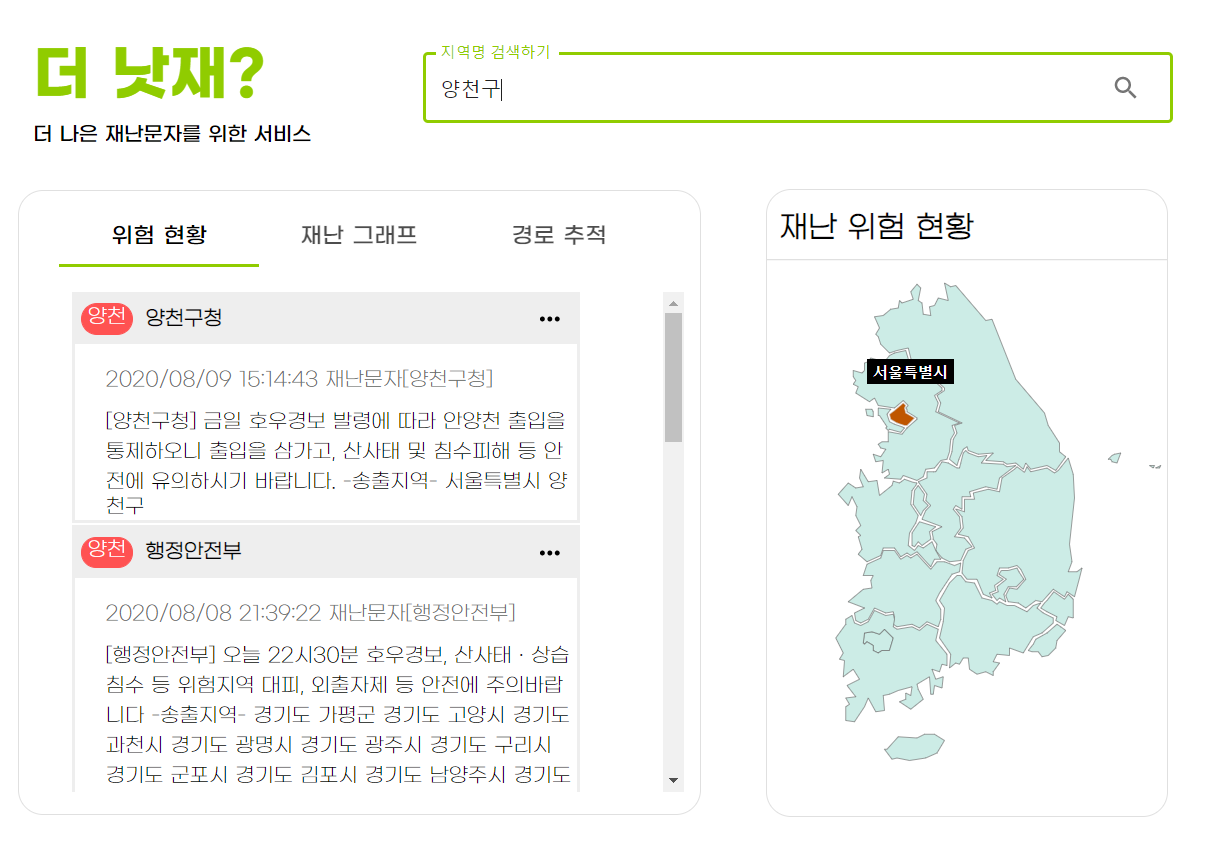 더 낫재?
더 나은 재난문자를 위한 서비스
지역명 검색하기
양천구
위험 현황
재난 그래프
경로 추적
양천 양천구청
2020/08/09 15:14:43 재난문자[양천구청]
[양천구청] 금일 호우경보 발령에 따라 안양천 출입을
통제하오니 출입을 삼가고, 산사태 및 침수피해 등 안
전에 유의하시기 바랍니다. -송출지역- 서울특별시 양
천구
양천 행정안전부
2020/08/08 21:39:22 재난문자[행정안전부]
[행정안전부] 오늘 22시30분 호우경보, 산사태ㆍ상습
침수 등 위험지역 대피, 외출자제 등 안전에 주의바랍
니다 -송출지역- 경기도 가평군 경기도 고양시 경기도
과천시 경기도 광명시 경기도 광주시 경기도 구리시
경기도 군포시 경기도 김포시 경기도 남양주시 경기도
재난 위험 현황
서울특별시